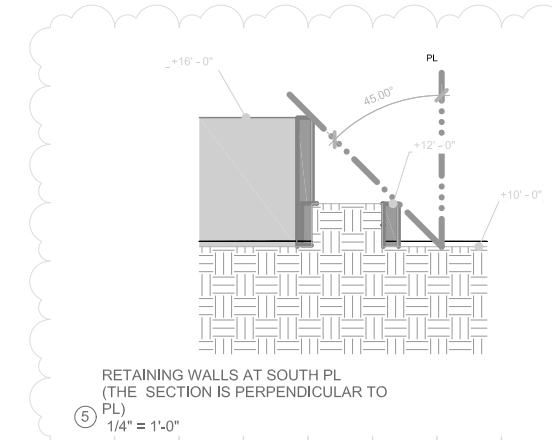 PL
+16' - 0"
45.00°
+12' - 0"
+10' - 0"
RETAINING WALLS AT SOUTH PL
(THE SECTION IS PERPENDICULAR TO
PL)
5
1/4" = 1'-0"